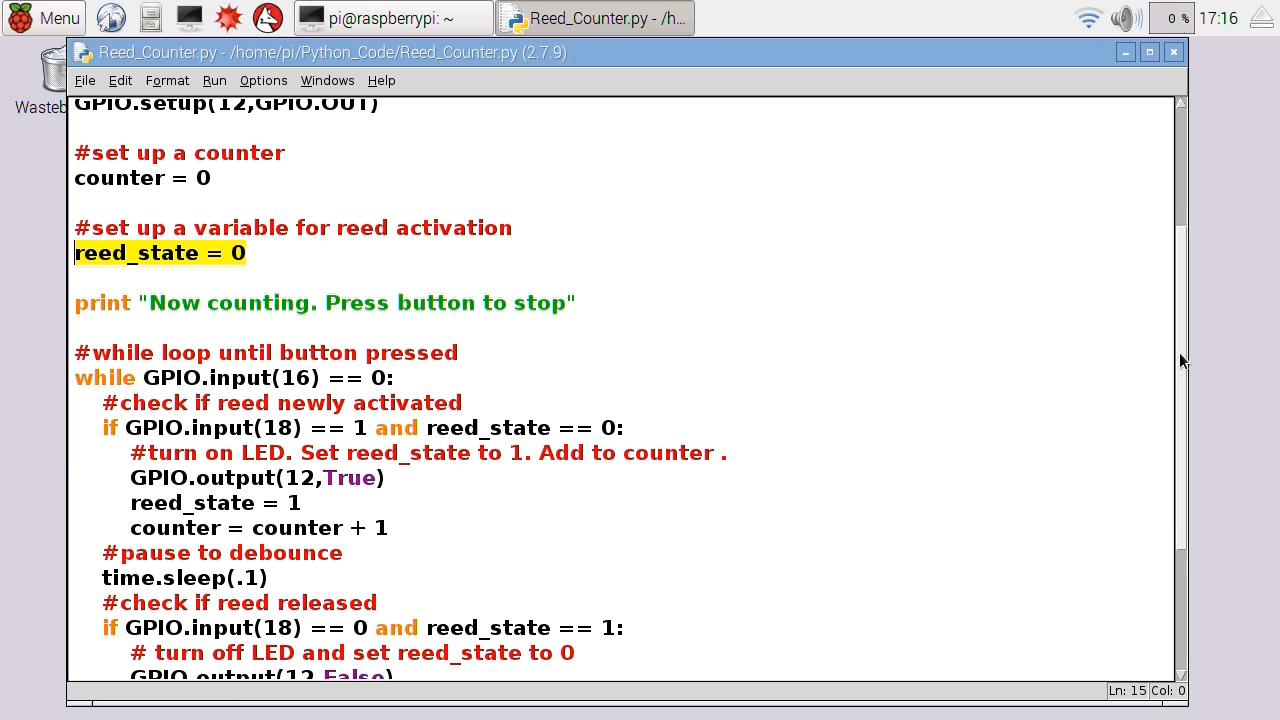 Menu
pi@raspberrypi: ~
Reed_Counter.py - /h...
0 %
17:16
Reed_Counter.py - /home/pi/Python_Code/Reed_Counter.py (2.7.9)
File Edit Format Run Options Windows Help
GPIO.setup(12,GPIO.OUT)
#set up a counter
counter = 0
#set up a variable for reed activation
reed_state = 0
print "Now counting. Press button to stop"
#while loop until button pressed
while GPIO.input(16) == 0:
#check if reed newly activated
if GPIO.input(18) == 1 and reed_state == 0:
#turn on LED. Set reed_state to 1. Add to counter .
GPIO.output(12,True)
reed_state = 1
counter = counter + 1
#pause to debounce
time.sleep(.1)
#check if reed released
if GPIO.input(18) == 0 and reed_state == 1:
# turn off LED and set reed_state to 0
GPIO.output(12,False)
Ln: 15 Col: 0